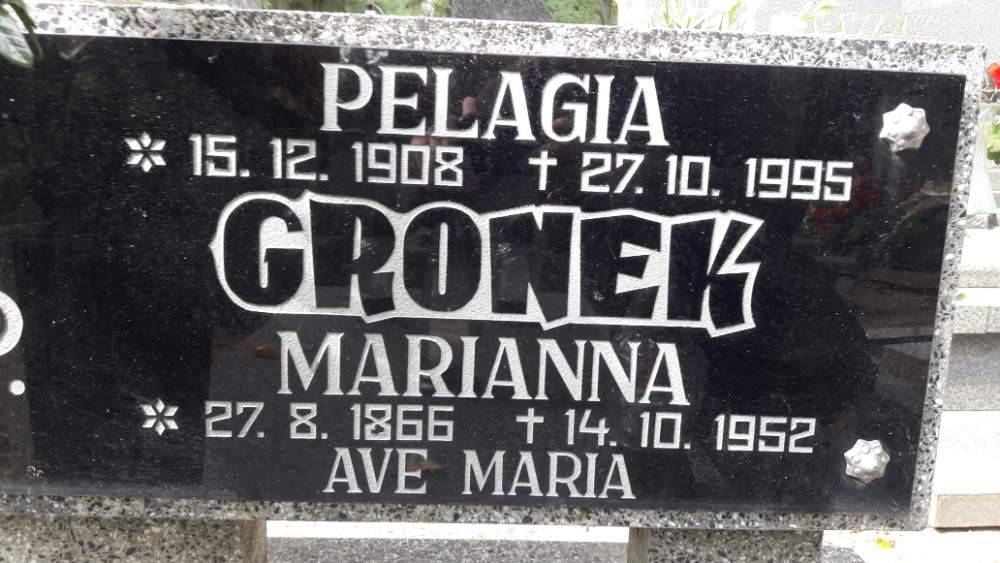 PELAGIA
* 15. 12. 1908 † 27. 10. 1995
GRONEK
MARIANNA
* 27. 8. 1866 † 14. 10. 1952
AVE MARIA